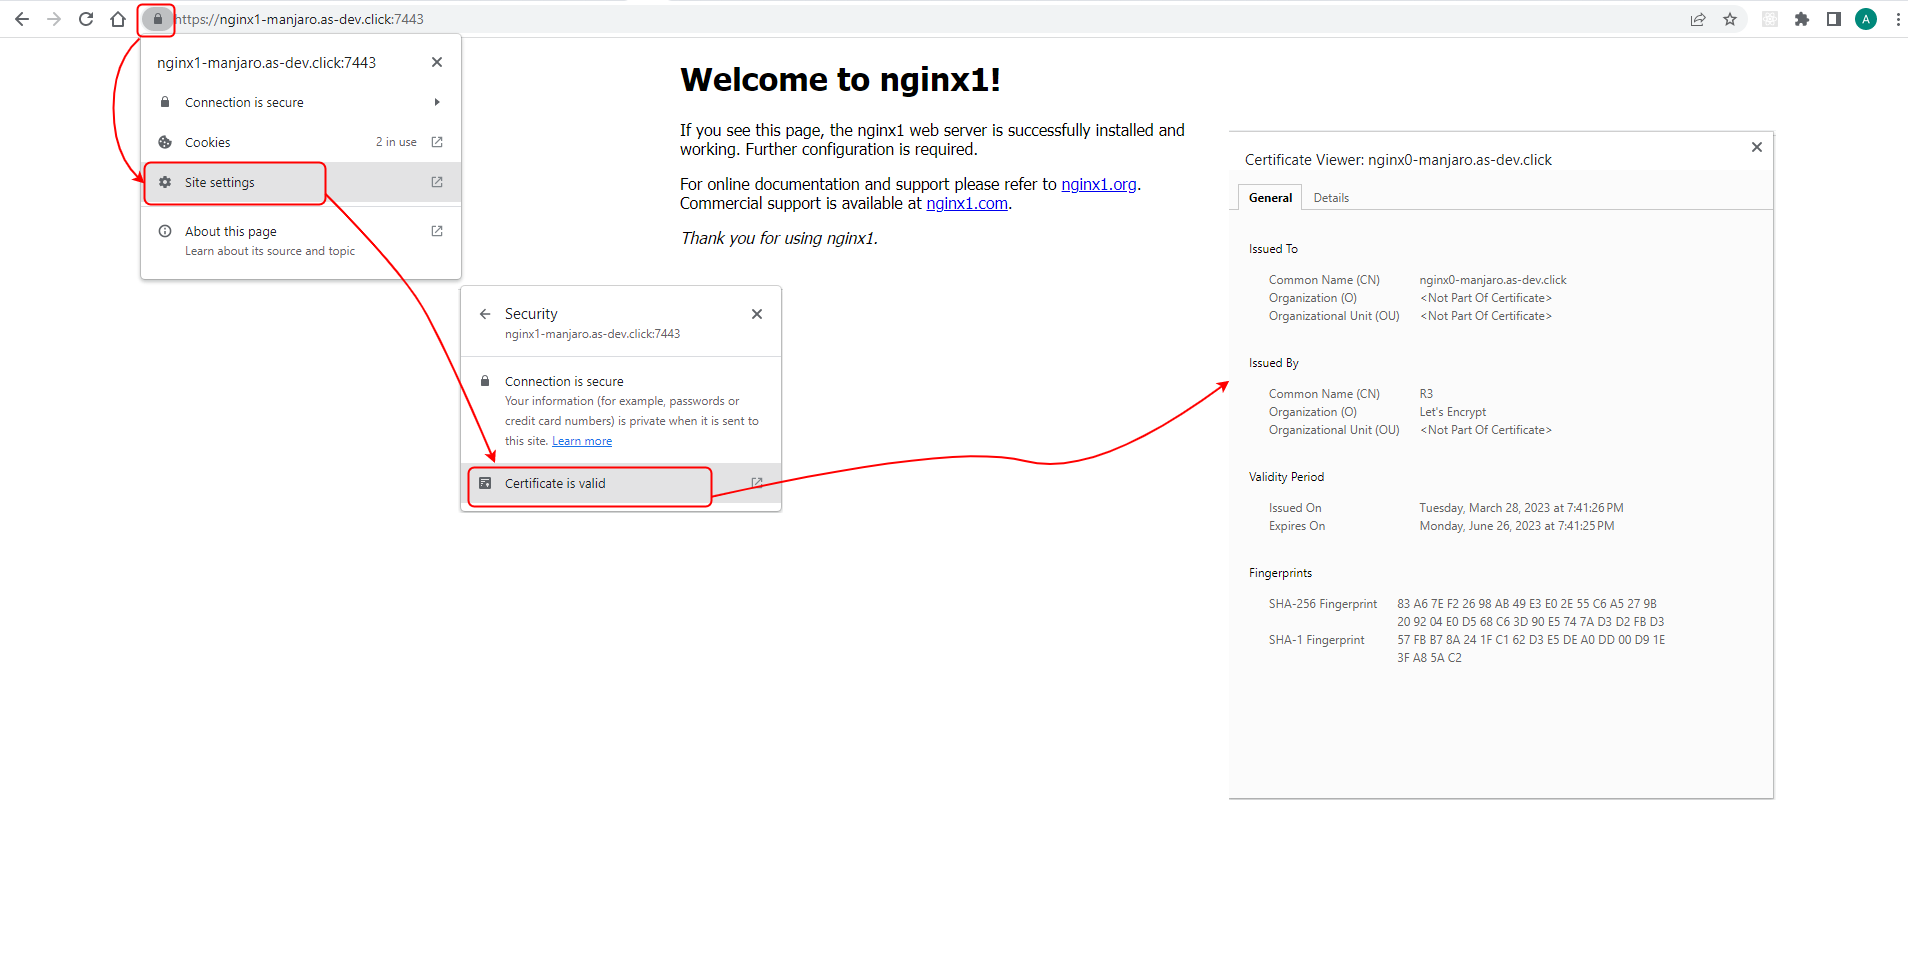 https://nginx1-manjaro.as-dev.click:7443
A
nginx1-manjaro.as-dev.click:7443
Connection is secure
Cookies 2 in use
Site settings
About this page
Learn about its source and topic
Welcome to nginx1!
If you see this page, the nginx1 web server is successfully installed and
working. Further configuration is required.
For online documentation and support please refer to nginx1.org.
Commercial support is available at nginx1.com.
Thank you for using nginx1.
Security
nginx1-manjaro.as-dev.click:7443
Connection is secure
Your information (for example, passwords or
credit card numbers) is private when it is sent to
this site. Learn more
Certificate is valid
Certificate Viewer: nginx0-manjaro.as-dev.click
General Details
Issued To
Common Name (CN) nginx0-manjaro.as-dev.click
Organization (O) <Not Part Of Certificate>
Organizational Unit (OU) <Not Part Of Certificate>
Issued By
Common Name (CN) R3
Organization (O) Let's Encrypt
Organizational Unit (OU) <Not Part Of Certificate>
Validity Period
Issued On Tuesday, March 28, 2023 at 7:41:26 PM
Expires On Monday, June 26, 2023 at 7:41:25 PM
Fingerprints
SHA-256 Fingerprint 83 A6 7E F2 26 98 AB 49 E3 E0 2E 55 C6 A5 27 9B
20 92 04 E0 D5 68 C6 3D 90 E5 74 7A D3 D2 FB D3
SHA-1 Fingerprint 57 FB B7 8A 24 1F C1 62 D3 E5 DE A0 DD 00 D9 1E
3F A8 5A C2